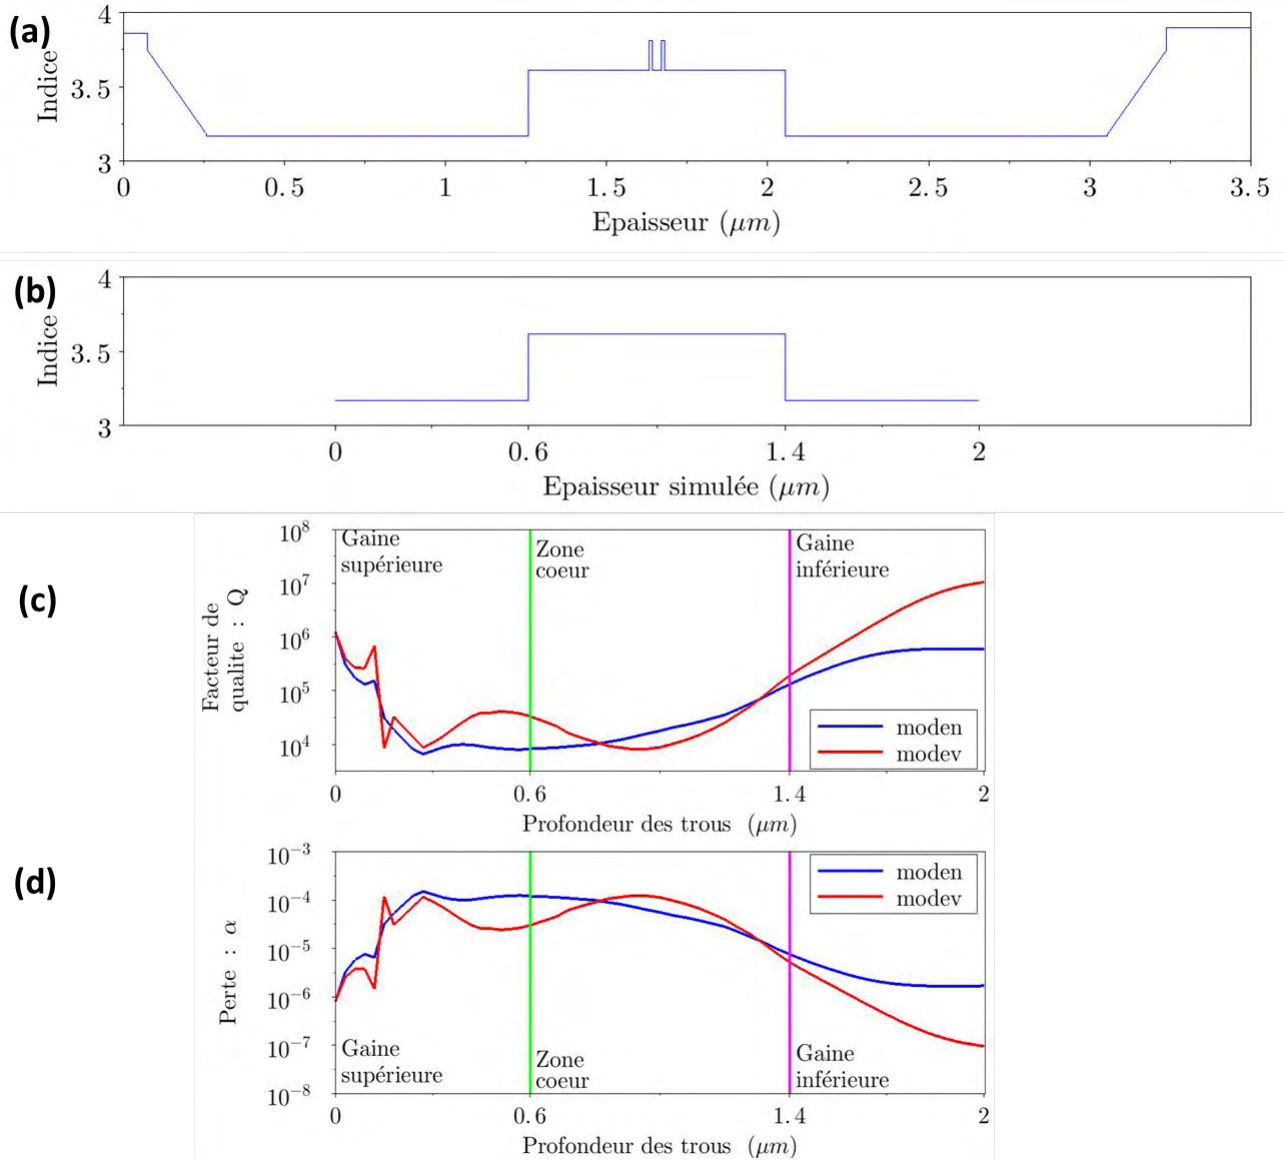 (a)
Indice
4
3.5
3
0 0.5 1 1.5 2 2.5 3 3.5
Epaisseur (μm)
(b)
Indice
4
3.5
3
0 0.6 1.4 2
Epaisseur simulée (μm)
(c)
Facteur de
qualite : Q
10^8
10^7
10^6
10^5
10^4
Gaine
supérieure
Zone
coeur
Gaine
inférieure
moden
modev
0 0.6 1.4 2
Profondeur des trous (μm)
(d)
Perte : α
10^-3
10^-4
10^-5
10^-6
10^-7
10^-8
moden
modev
Gaine
supérieure
Zone
coeur
Gaine
inférieure
0 0.6 1.4 2
Profondeur des trous (μm)